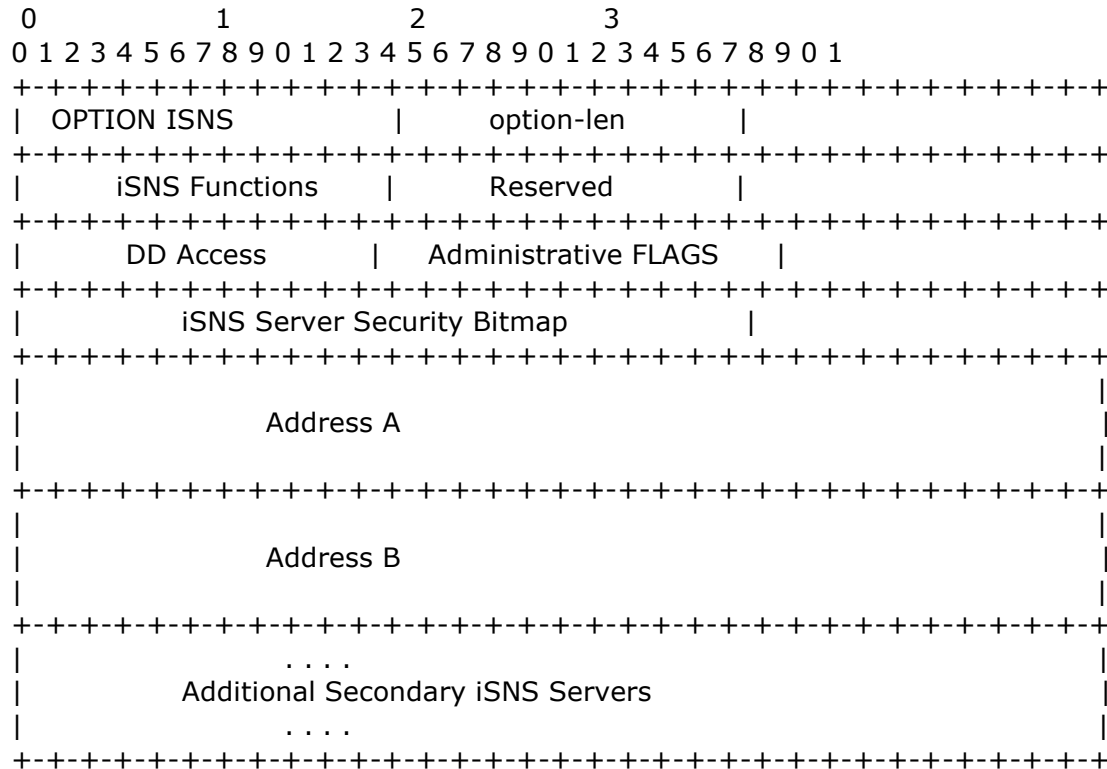 0                   1                   2                   3
0 1 2 3 4 5 6 7 8 9 0 1 2 3 4 5 6 7 8 9 0 1 2 3 4 5 6 7 8 9 0 1
+-+-+-+-+-+-+-+-+-+-+-+-+-+-+-+-+-+-+-+-+-+-+-+-+-+-+-+-+-+-+-+-+
| OPTION ISNS | option-len |
+-+-+-+-+-+-+-+-+-+-+-+-+-+-+-+-+-+-+-+-+-+-+-+-+-+-+-+-+-+-+-+-+
| iSNS Functions | Reserved |
+-+-+-+-+-+-+-+-+-+-+-+-+-+-+-+-+-+-+-+-+-+-+-+-+-+-+-+-+-+-+-+-+
| DD Access | Administrative FLAGS |
+-+-+-+-+-+-+-+-+-+-+-+-+-+-+-+-+-+-+-+-+-+-+-+-+-+-+-+-+-+-+-+-+
| iSNS Server Security Bitmap |
+-+-+-+-+-+-+-+-+-+-+-+-+-+-+-+-+-+-+-+-+-+-+-+-+-+-+-+-+-+-+-+-+
| |
| Address A |
| |
+-+-+-+-+-+-+-+-+-+-+-+-+-+-+-+-+-+-+-+-+-+-+-+-+-+-+-+-+-+-+-+-+
| |
| Address B |
| |
+-+-+-+-+-+-+-+-+-+-+-+-+-+-+-+-+-+-+-+-+-+-+-+-+-+-+-+-+-+-+-+-+
| . . . . |
| Additional Secondary iSNS Servers |
| . . . . |
+-+-+-+-+-+-+-+-+-+-+-+-+-+-+-+-+-+-+-+-+-+-+-+-+-+-+-+-+-+-+-+-+